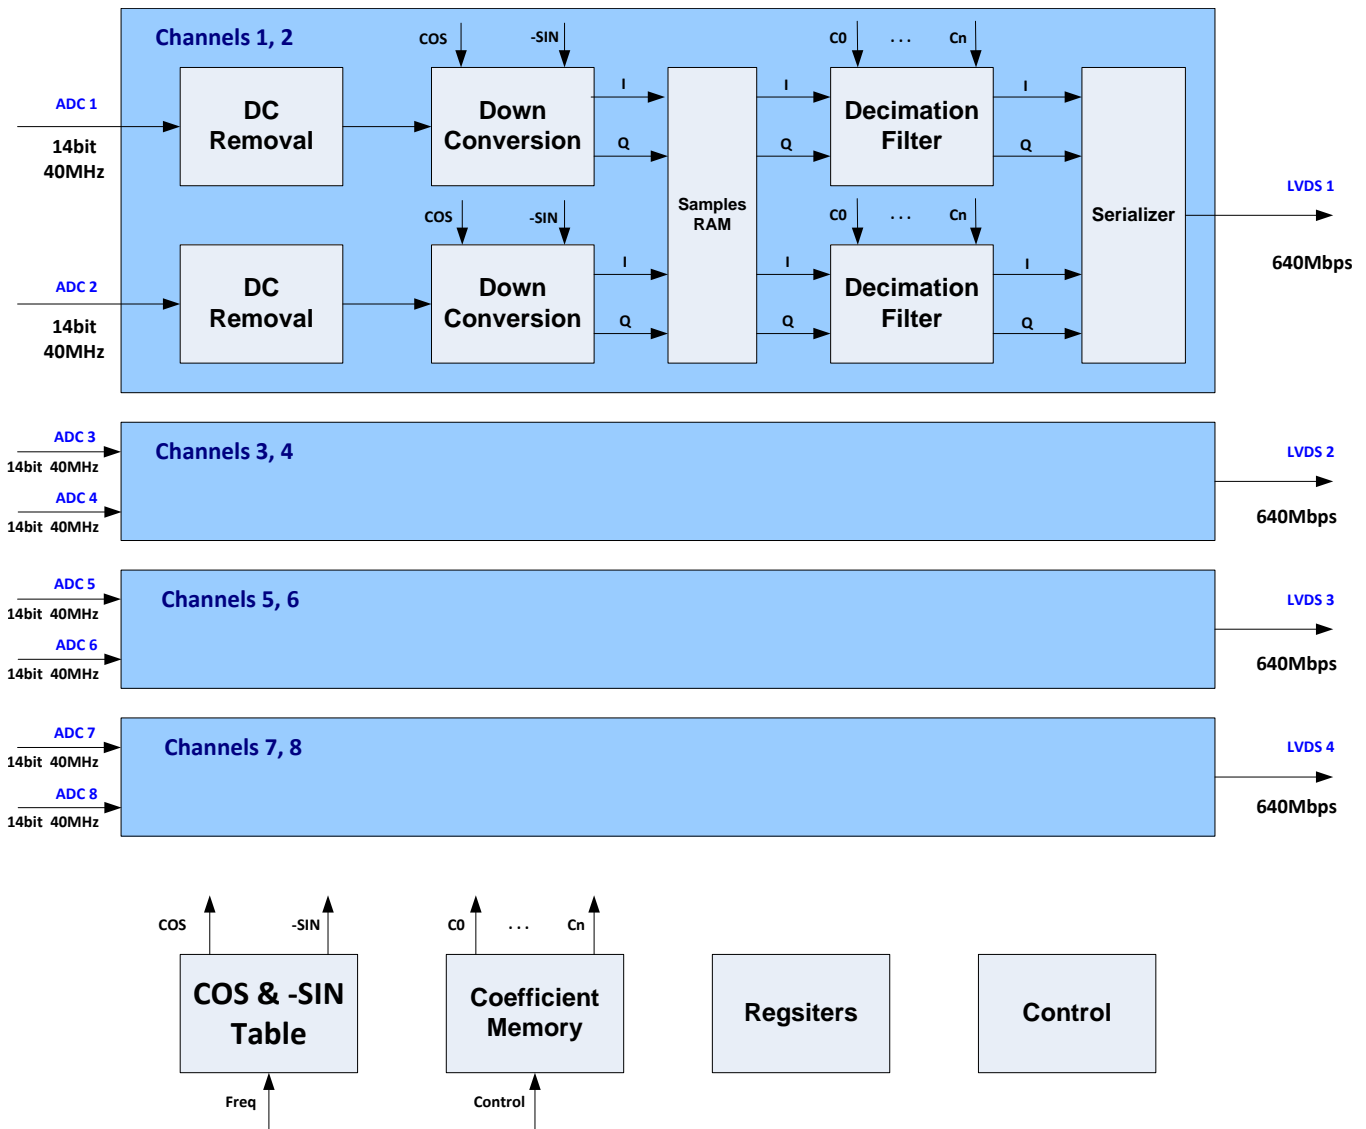 Channels 1, 2
COS
-SIN
C0
. . .
Cn
ADC 1
14bit
40MHz
DC
Removal
Down
Conversion
I
Q
I
Q
Decimation
Filter
I
Q
Samples
RAM
Serializer
LVDS 1
640Mbps
COS
-SIN
C0
. . .
Cn
ADC 2
14bit
40MHz
DC
Removal
Down
Conversion
I
Q
I
Q
Decimation
Filter
I
Q
ADC 3
14bit 40MHz
ADC 4
14bit 40MHz
Channels 3, 4
LVDS 2
640Mbps
ADC 5
14bit 40MHz
ADC 6
14bit 40MHz
Channels 5, 6
LVDS 3
640Mbps
ADC 7
14bit 40MHz
ADC 8
14bit 40MHz
Channels 7, 8
LVDS 4
640Mbps
COS
-SIN
COS & -SIN
Table
Freq
C0
. . .
Cn
Coefficient
Memory
Control
Regsiters
Control